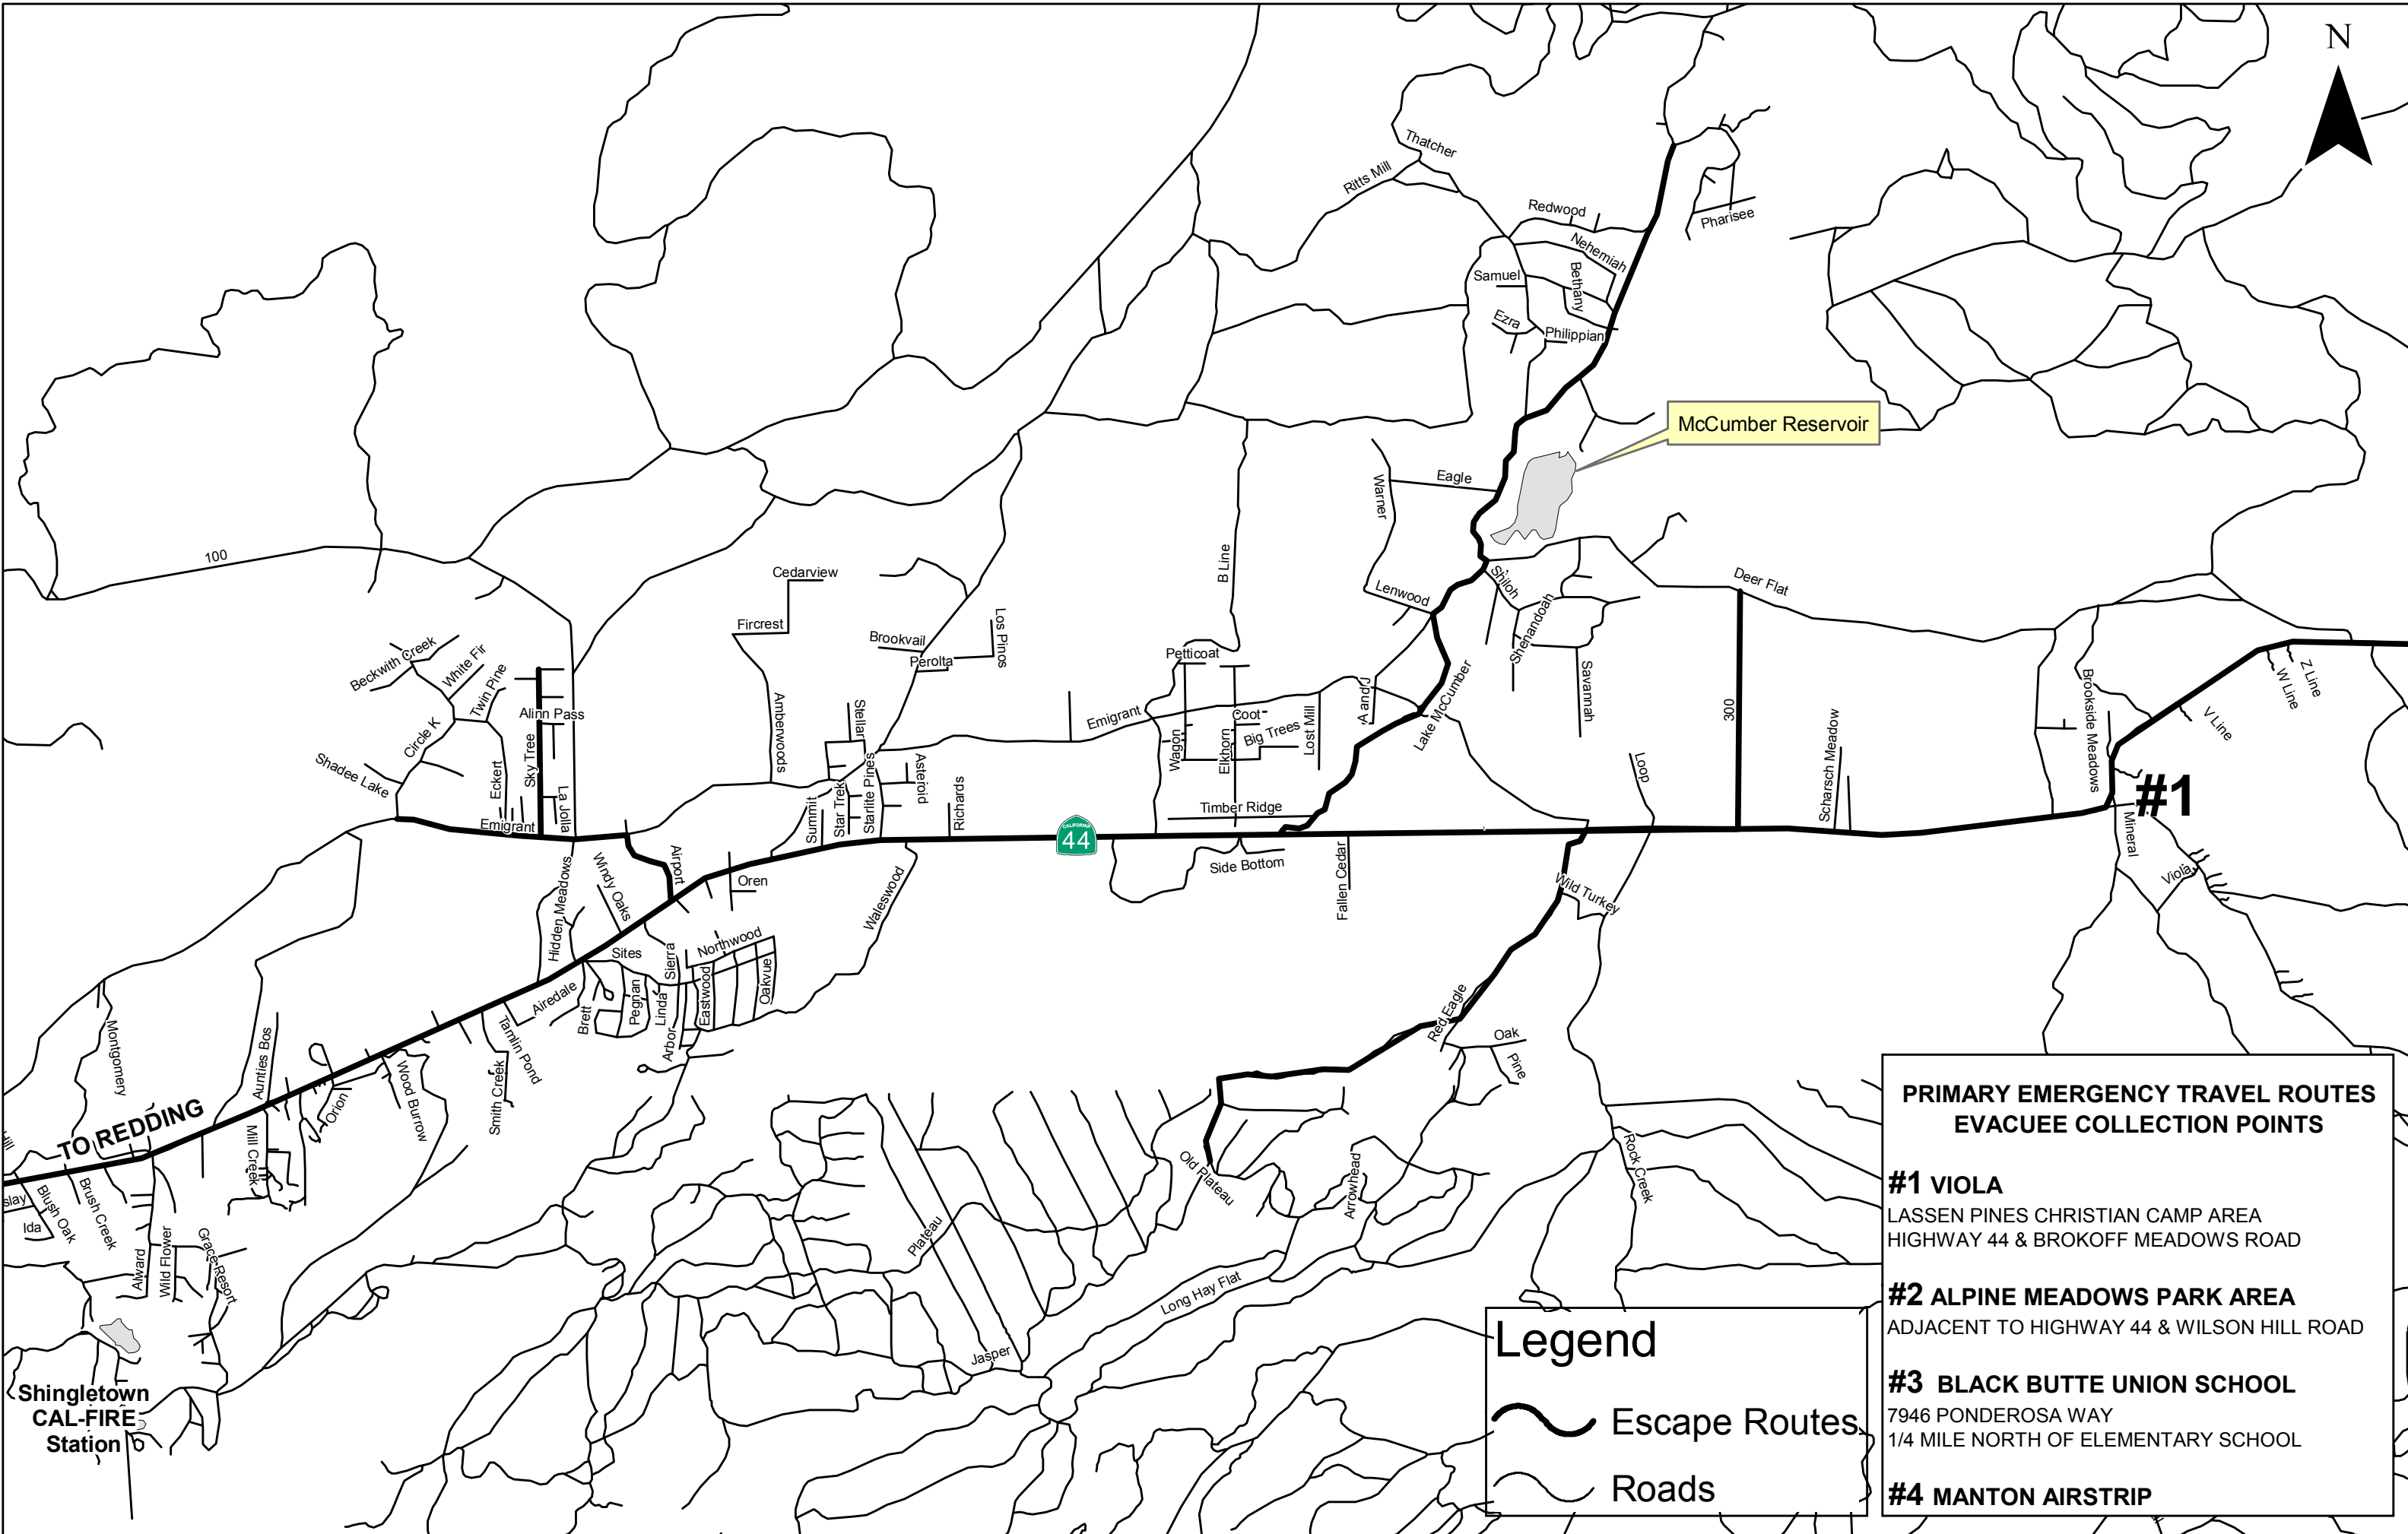 N
Thatcher
Ritts Mill
Redwood
Pharisee
Nehemiah
Samuel
Bethany
Ezra
Philippian
McCumber Reservoir
Eagle
Warner
100
B Line
Cedarview
Shiloh
Deer Flat
Lenwood
Shenandoah
Fircrest
Brookvail
Los Pinos
Perolta
Petticoat
Beckwith Creek
White Fir
Twin Pine
Alinn Pass
Circle K
Sky Tree
Shadee Lake
Eckert
La Jolla
Emigrant
Amberwoods
Stellar
Emigrant
Coot
Wagon
Elkhorn
Big Trees
Lost Mill
A and J
Lake McCumber
Savannah
300
Brookside Meadows
Z Line
W Line
V Line
Loop
Scharsch Meadow
#1
Summit
Star Trek
Starlite Pines
Asteroid
Richards
Timber Ridge
CALIFORNIA
44
Mineral
Viola
Airport
Oren
Windy Oaks
Hidden Meadows
Waleswood
Side Bottom
Fallen Cedar
Wild Turkey
Sites
Sierra
Northwood
Airedale
Brett
Pegnan
Linda
Arbor
Eastwood
Oakvue
Red Eagle
Oak
Pine
Montgomery
Aunties Bos
Tamlin Pond
Smith Creek
Wood Burrow
Orion
TO REDDING
Mill Creek
Hill
slay
Ida
Blush Oak
Brush Creek
Alward
Wild Flower
Grace Resort
Old Plateau
Arrowhead
Rock Creek
Plateau
Long Hay Flat
Jasper
Shingletown
CAL-FIRE
Station
Legend
Escape Routes
Roads
PRIMARY EMERGENCY TRAVEL ROUTES
EVACUEE COLLECTION POINTS
#1 VIOLA
LASSEN PINES CHRISTIAN CAMP AREA
HIGHWAY 44 & BROKOFF MEADOWS ROAD
#2 ALPINE MEADOWS PARK AREA
ADJACENT TO HIGHWAY 44 & WILSON HILL ROAD
#3 BLACK BUTTE UNION SCHOOL
7946 PONDEROSA WAY
1/4 MILE NORTH OF ELEMENTARY SCHOOL
#4 MANTON AIRSTRIP